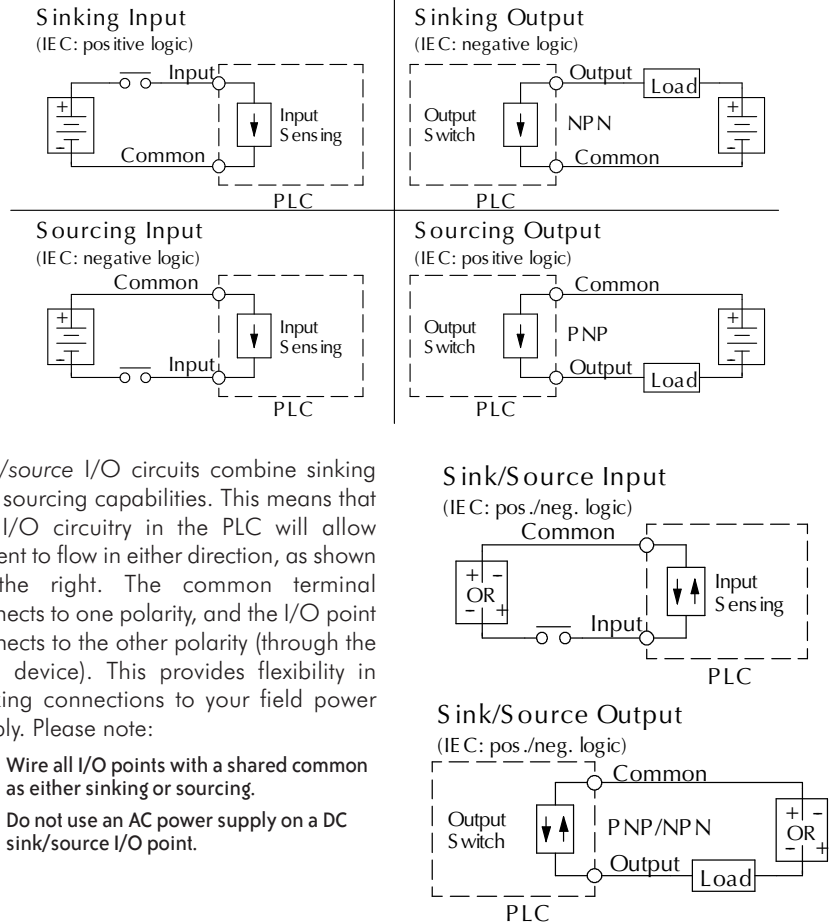 Sinking Input
(IEC: positive logic)
Input
+
Input
Sensing
–
Common
PLC
Sinking Output
(IEC: negative logic)
Output
Load
Output
Switch
NPN
+
–
Common
PLC
Sourcing Input
(IEC: negative logic)
Common
+
Input
Sensing
–
Input
PLC
Sourcing Output
(IEC: positive logic)
Common
Output
Switch
PNP
+
–
Output
Load
PLC
/source I/O circuits combine sinking
sourcing capabilities. This means that
I/O circuitry in the PLC will allow
to flow in either direction, as shown
the right. The common terminal
to one polarity, and the I/O point
to the other polarity (through the
device). This provides flexibility in
connections to your field power
Please note:
Wire all I/O points with a shared common
as either sinking or sourcing.
Do not use an AC power supply on a DC
sink/source I/O point.
Sink/Source Input
(IEC: pos./neg. logic)
Common
+ –
OR
– +
Input
Sensing
Input
PLC
Sink/Source Output
(IEC: pos./neg. logic)
Common
Output
Switch
PNP/NPN
+ –
OR
– +
Output
Load
PLC